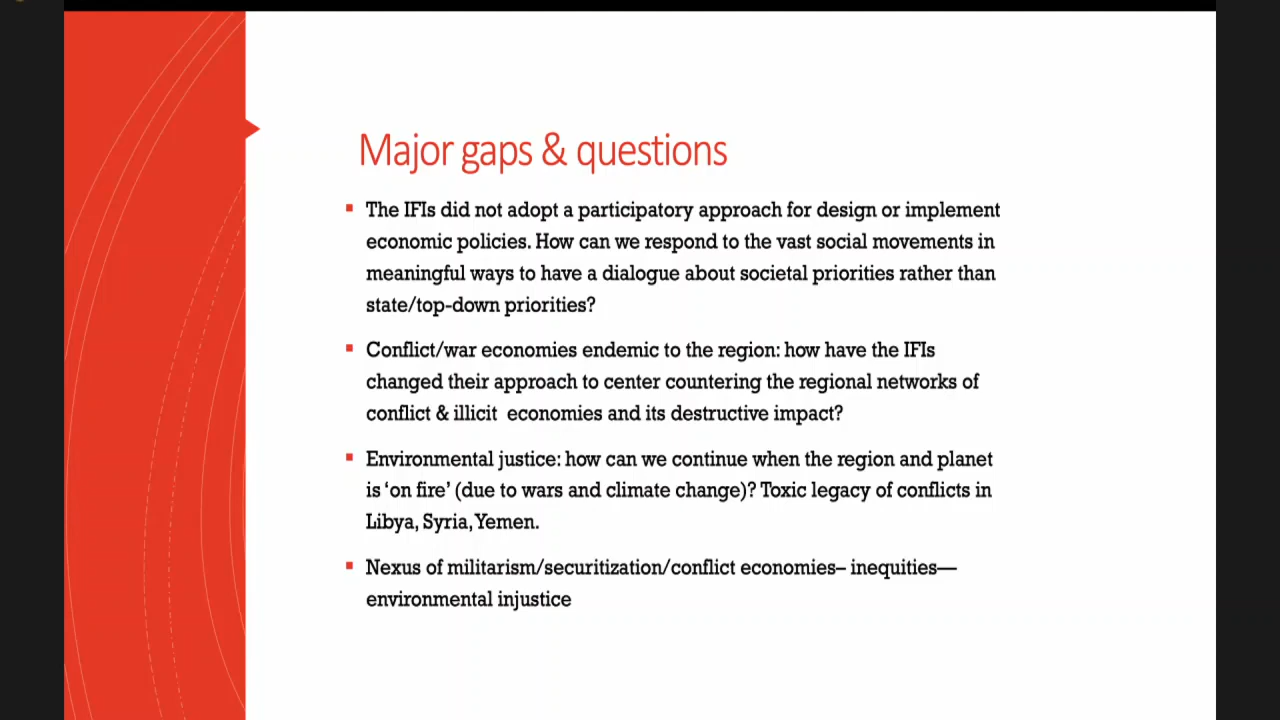 Major gaps & questions
▪ The IFIs did not adopt a participatory approach for design or implement
economic policies. How can we respond to the vast social movements in
meaningful ways to have a dialogue about societal priorities rather than
state/top-down priorities?
▪ Conflict/war economies endemic to the region: how have the IFIs
changed their approach to center countering the regional networks of
conflict & illicit  economies and its destructive impact?
▪ Environmental justice: how can we continue when the region and planet
is ‘on fire’ (due to wars and climate change)? Toxic legacy of conflicts in
Libya, Syria, Yemen.
▪ Nexus of militarism/securitization/conflict economies– inequities—
environmental injustice